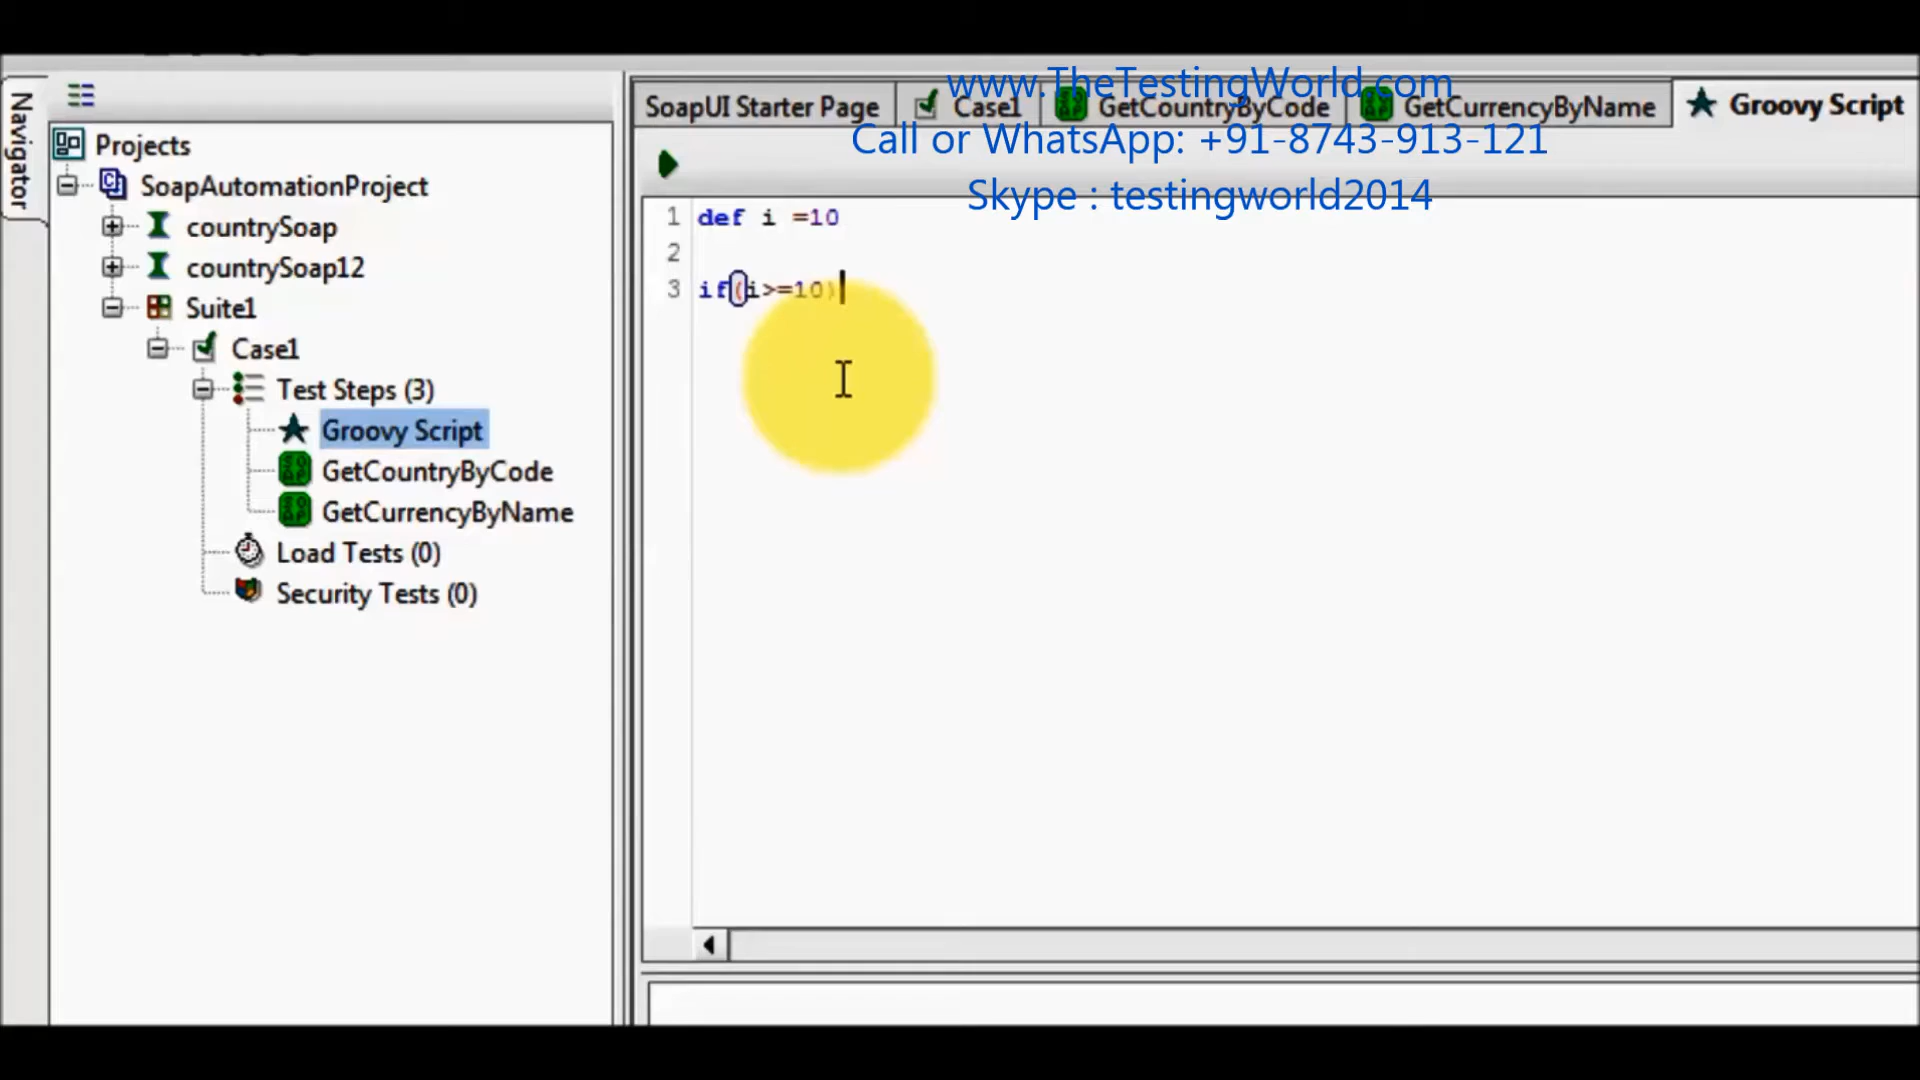 Navigator
Projects
SoapAutomationProject
countrySoap
countrySoap12
Suite1
Case1
Test Steps (3)
Groovy Script
GetCountryByCode
GetCurrencyByName
Load Tests (0)
Security Tests (0)
SoapUI Starter Page
Case1
GetCountryByCode
GetCurrencyByName
Groovy Script
www.TheTestingWorld.com
Call or WhatsApp: +91-8743-913-121
Skype : testingworld2014
1 def i =10
2
3 if(i>=10)